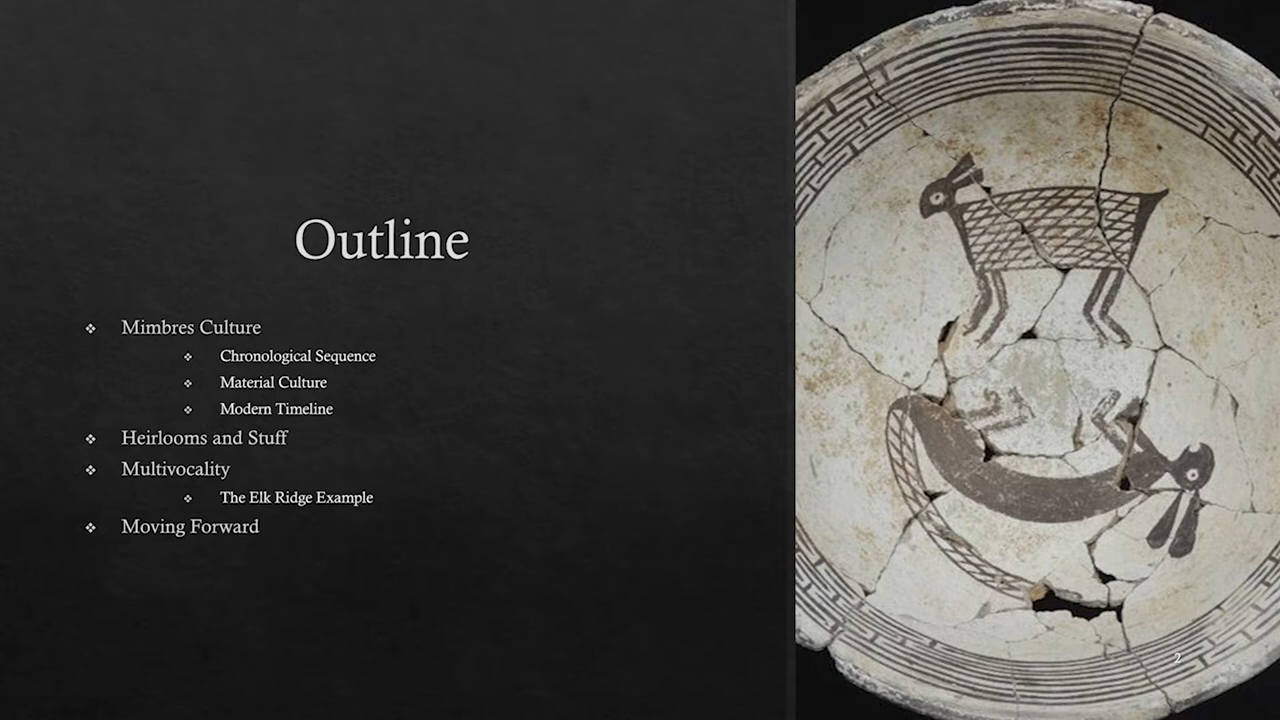 Outline
Mimbres Culture
Chronological Sequence
Material Culture
Modern Timeline
Heirlooms and Stuff
Multivocality
The Elk Ridge Example
Moving Forward
2